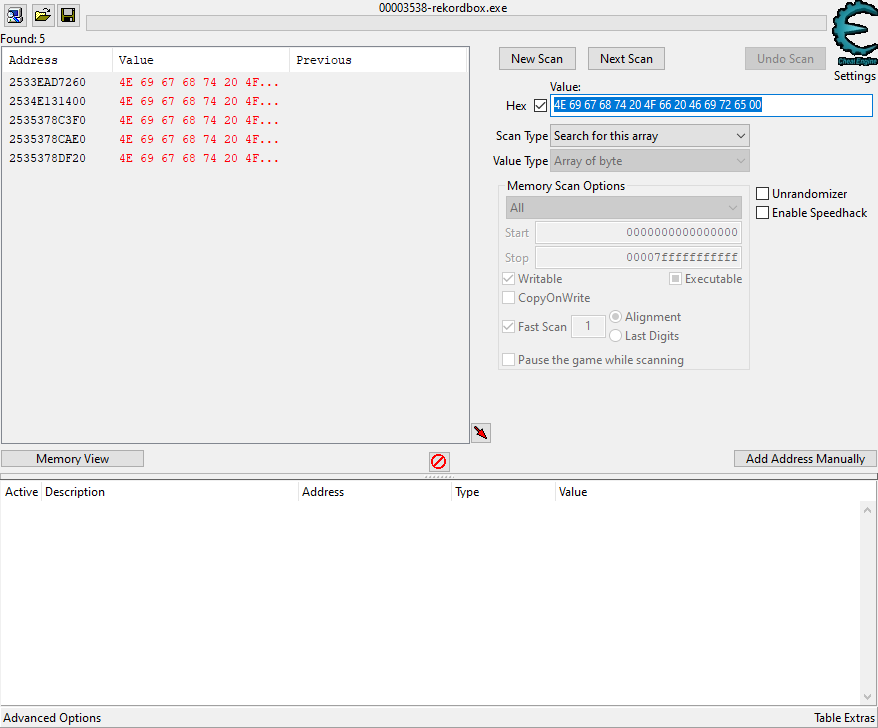 00003538-rekordbox.exe
Found: 5
Address Value Previous
2533EAD7260 4E 69 67 68 74 20 4F...
2534E131400 4E 69 67 68 74 20 4F...
2535378C3F0 4E 69 67 68 74 20 4F...
2535378CAE0 4E 69 67 68 74 20 4F...
2535378DF20 4E 69 67 68 74 20 4F...
New Scan Next Scan Undo Scan
Cheat Engine
Settings
Value:
Hex 4E 69 67 68 74 20 4F 66 20 46 69 72 65 00
Scan Type Search for this array
Value Type Array of byte
Memory Scan Options
All
Start 0000000000000000
Stop 00007fffffffffff
Writable Executable
CopyOnWrite
Fast Scan 1 Alignment
Last Digits
Pause the game while scanning
Unrandomizer
Enable Speedhack
Memory View Add Address Manually
Active Description Address Type Value
Advanced Options Table Extras